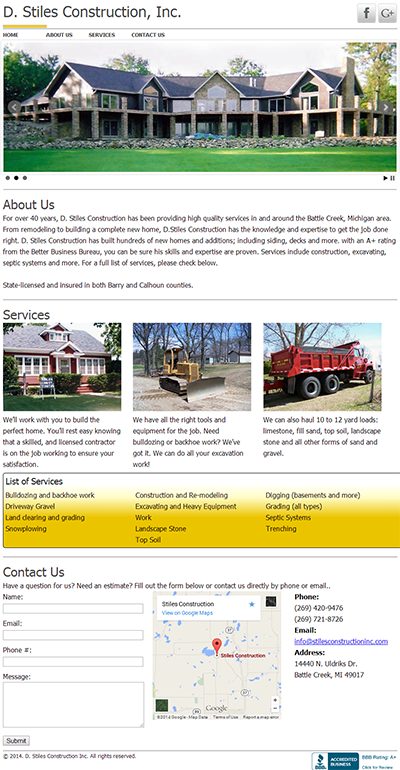 D. Stiles Construction, Inc.
f G+
HOME ABOUT US SERVICES CONTACT US
About Us
For over 40 years, D. Stiles Construction has been providing high quality services in and around the Battle Creek, Michigan area.
From remodeling to building a complete new home, D.Stiles Construction has the knowledge and expertise to get the job done
right. D. Stiles Construction has built hundreds of new homes and additions; including siding, decks and more. with an A+ rating
from the Better Business Bureau, you can be sure his skills and expertise are proven. Services include construction, excavating,
septic systems and more. For a full list of services, please check below.
State-licensed and insured in both Barry and Calhoun counties.
Services
We'll work with you to build the
perfect home. You'll rest easy knowing
that a skilled, and licensed contractor
is on the job working to ensure your
satisfaction.
We have all the right tools and
equipment for the job. Need
bulldozing or backhoe work? We've
got it. We can do all your excavation
work!
We can also haul 10 to 12 yard loads:
limestone, fill sand, top soil, landscape
stone and all other forms of sand and
gravel.
List of Services
Bulldozing and backhoe work
Driveway Gravel
Land clearing and grading
Snowplowing
Construction and Re-modeling
Excavating and Heavy Equipment
Work
Landscape Stone
Top Soil
Digging (basements and more)
Grading (all types)
Septic Systems
Trenching
Contact Us
Have a question for us? Need an estimate? Fill out the form below or contact us directly by phone or email..
Name:
Email:
Phone #:
Message:
Submit
Stiles Construction
View on Google Maps
Stiles Construction
Google
©2014 Google - Map Data Terms of Use Report a map error
Phone:
(269) 420-9476
(269) 721-8726
Email:
info@stilesconstructioninc.com
Address:
14440 N. Uldriks Dr.
Battle Creek, MI 49017
© 2014. D. Stiles Construction Inc. All rights reserved.
BBB
ACCREDITED
BUSINESS
BBB Rating: A+
Click for Review